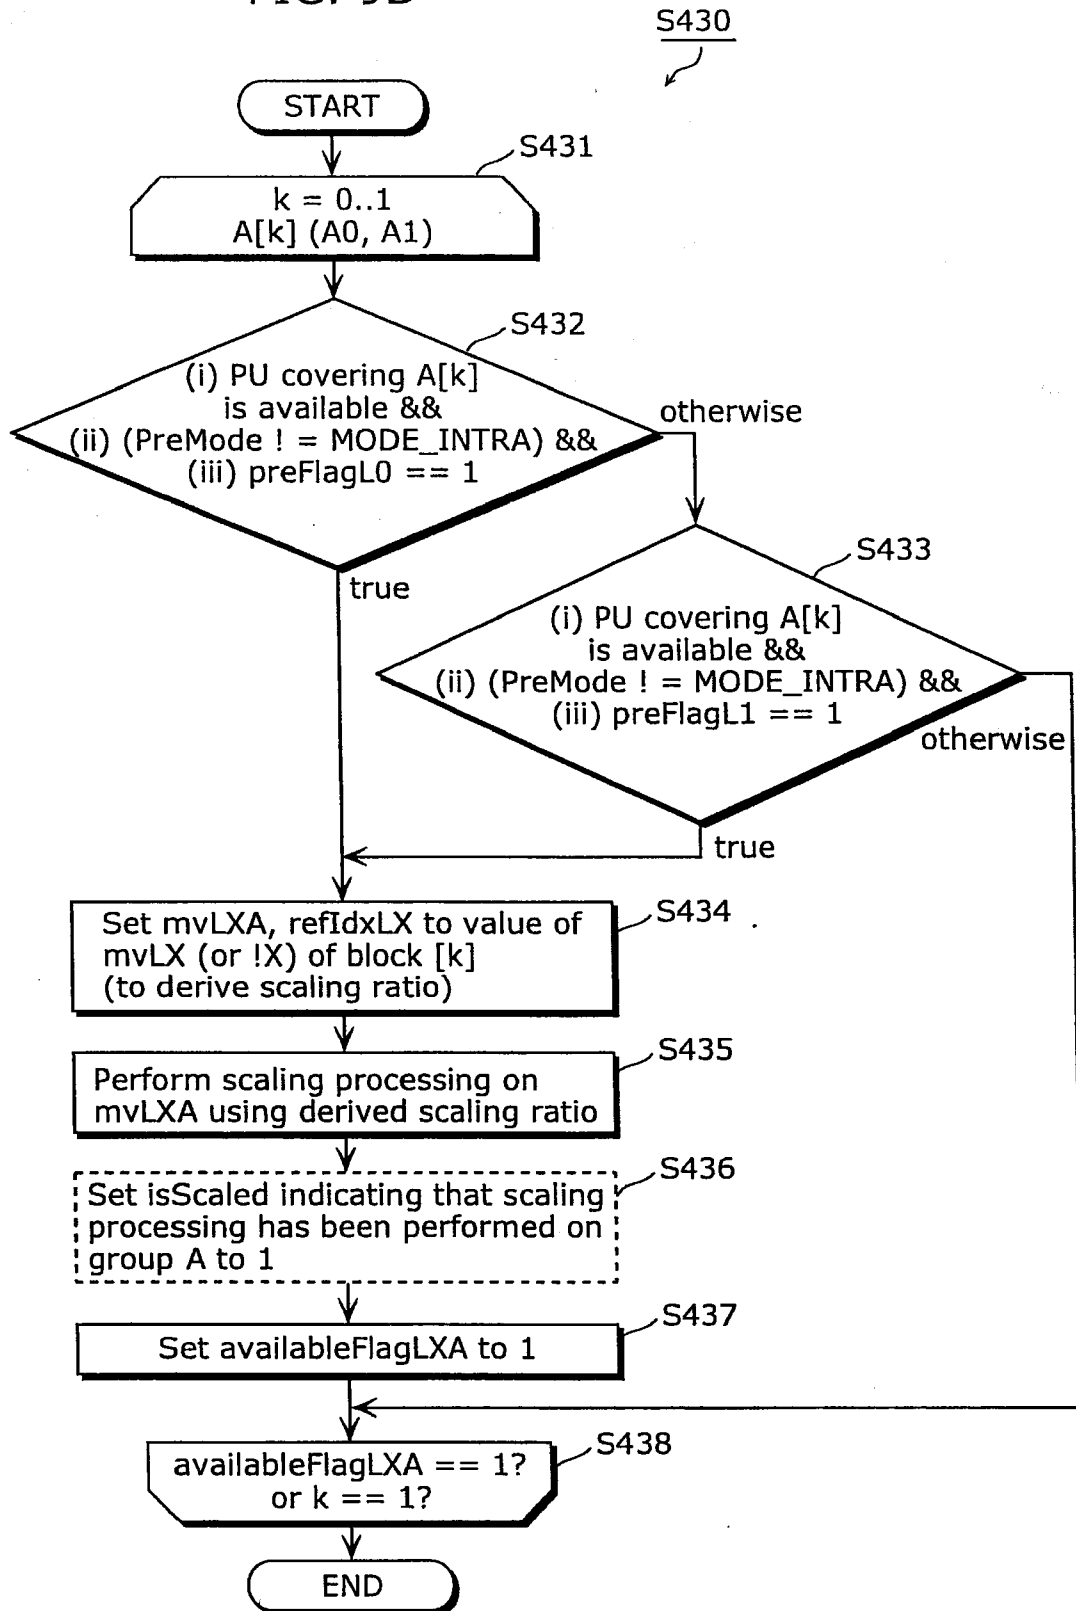 S430
START
S431
k = 0..1
A[k] (A0, A1)
S432
(i) PU covering A[k]
is available &&
(ii) (PreMode ! = MODE_INTRA) &&
(iii) preFlagL0 == 1
otherwise
true
S433
(i) PU covering A[k]
is available &&
(ii) (PreMode ! = MODE_INTRA) &&
(iii) preFlagL1 == 1
otherwise
true
S434
Set mvLXA, refIdxLX to value of
mvLX (or !X) of block [k]
(to derive scaling ratio)
S435
Perform scaling processing on
mvLXA using derived scaling ratio
S436
Set isScaled indicating that scaling
processing has been performed on
group A to 1
S437
Set availableFlagLXA to 1
S438
availableFlagLXA == 1?
or k == 1?
END